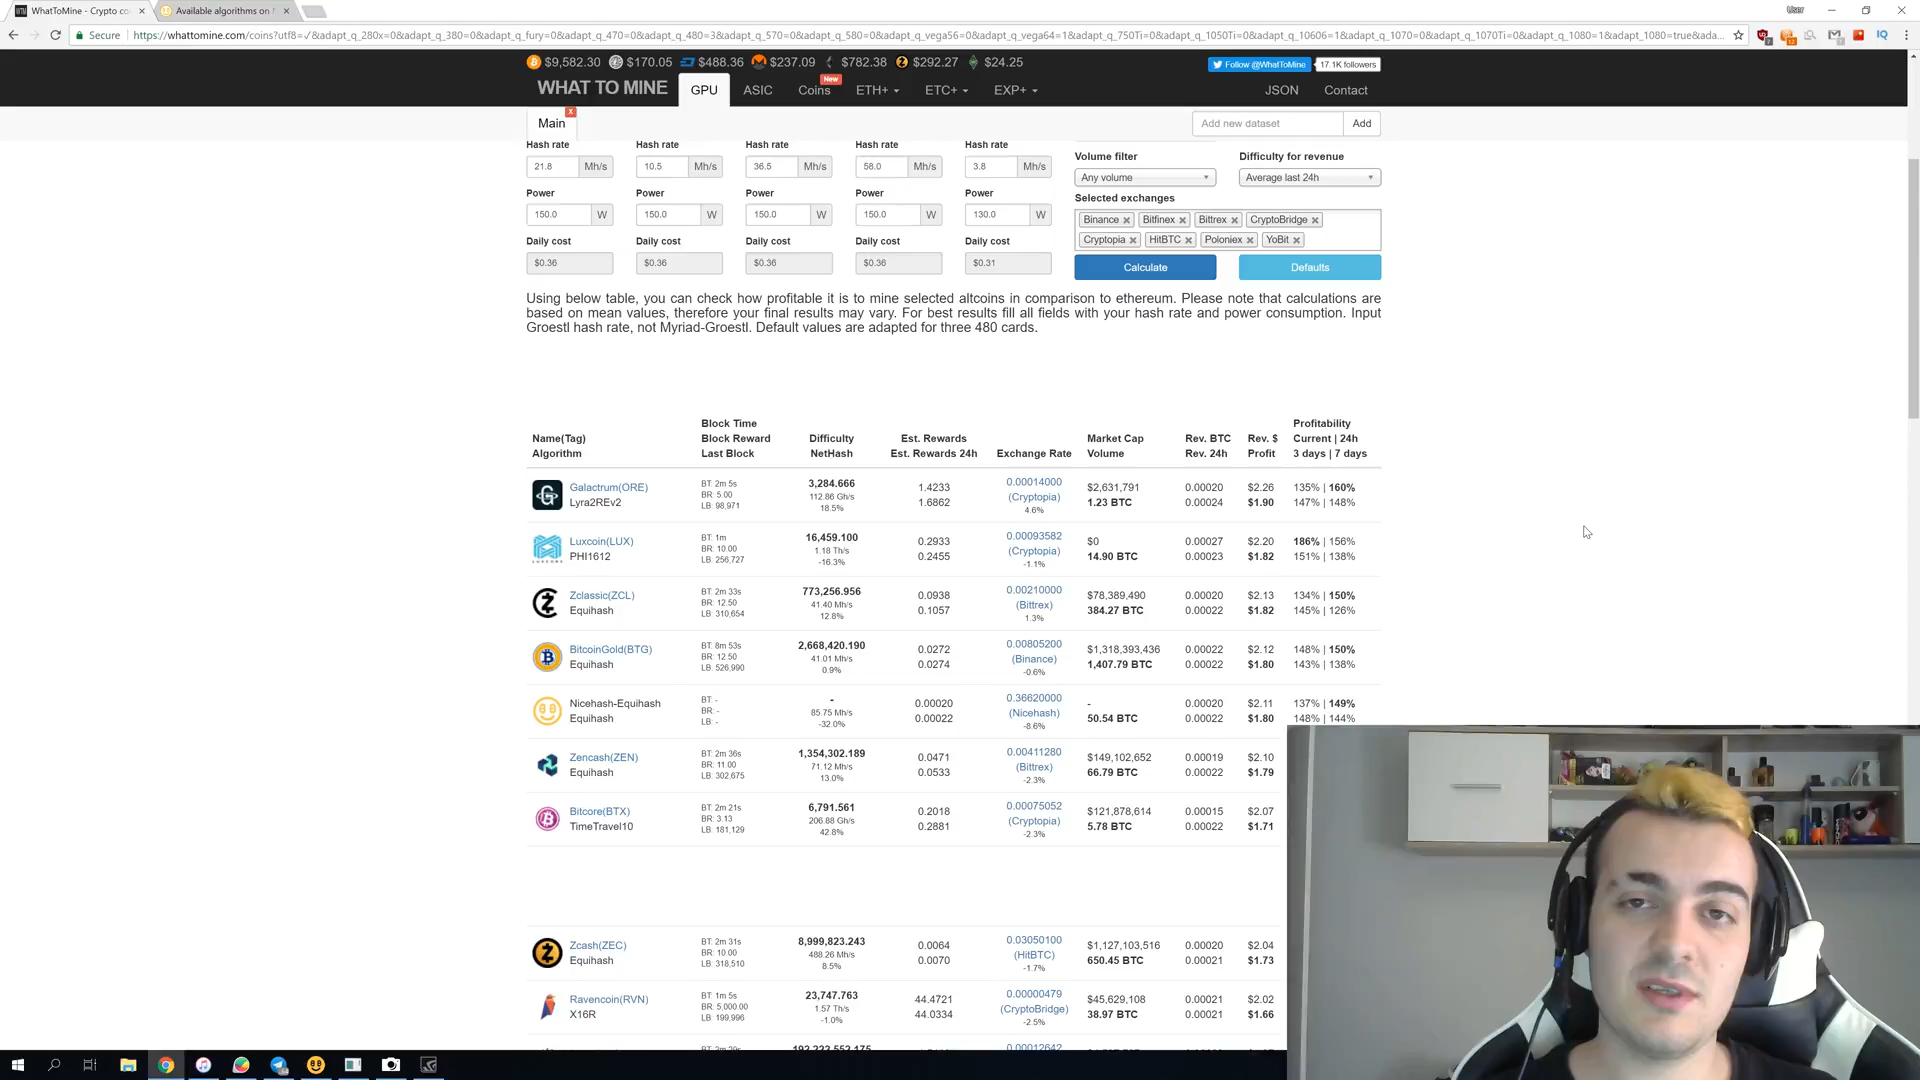 WhatToMine - Crypto co
Available algorithms on
User
Secure
https://whattomine.com/coins?utf8=✓&adapt_q_280x=0&adapt_q_380=0&adapt_q_fury=0&adapt_q_470=0&adapt_q_480=3&adapt_q_570=0&adapt_q_580=0&adapt_q_vega56=0&adapt_q_vega64=1&adapt_q_750Ti=0&adapt_q_1050Ti=0&adapt_q_10606=1&adapt_q_1070=0&adapt_q_1070Ti=0&adapt_q_1080=1&adapt_1080=true&ada...
$9,582.30 $170.05 $488.36 $237.09 $782.38 $292.27 $24.25
Follow @WhatToMine 17.1K followers
WHAT TO MINE GPU ASIC Coins New ETH+ ETC+ EXP+ JSON Contact
Main x
Add new dataset Add
Hash rate Hash rate Hash rate Hash rate Hash rate
21.8 Mh/s 10.5 Mh/s 36.5 Mh/s 58.0 Mh/s 3.8 Mh/s
Power Power Power Power Power
150.0 W 150.0 W 150.0 W 150.0 W 130.0 W
Daily cost Daily cost Daily cost Daily cost Daily cost
$0.36 $0.36 $0.36 $0.36 $0.31
Volume filter Difficulty for revenue
Any volume Average last 24h
Selected exchanges
Binance × Bitfinex × Bittrex × CryptoBridge ×
Cryptopia × HitBTC × Poloniex × YoBit ×
Calculate Defaults
Using below table, you can check how profitable it is to mine selected altcoins in comparison to ethereum. Please note that calculations are
based on mean values, therefore your final results may vary. For best results fill all fields with your hash rate and power consumption. Input
Groestl hash rate, not Myriad-Groestl. Default values are adapted for three 480 cards.
Block Time Profitability
Name(Tag) Block Reward Difficulty Est. Rewards Market Cap Rev. BTC Rev. $ Current | 24h
Algorithm Last Block NetHash Est. Rewards 24h Exchange Rate Volume Rev. 24h Profit 3 days | 7 days
Galactrum(ORE) BT: 2m 5s 3,284.666 1.4233 0.00014000 $2,631,791 0.00020 $2.26 135% | 160%
Lyra2REv2 BR: 5.00 112.86 Gh/s 1.6862 (Cryptopia) 1.23 BTC 0.00024 $1.90 147% | 148%
LB: 98,971 18.5% 4.6%
Luxcoin(LUX) BT: 1m 16,459.100 0.2933 0.00093582 $0 0.00027 $2.20 186% | 156%
PHI1612 BR: 10.00 1.18 Th/s 0.2455 (Cryptopia) 14.90 BTC 0.00023 $1.82 151% | 138%
LB: 256,727 -16.3% -1.1%
Zclassic(ZCL) BT: 2m 33s 773,256.956 0.0938 0.00210000 $78,389,490 0.00020 $2.13 134% | 150%
Equihash BR: 12.50 41.40 Mh/s 0.1057 (Bittrex) 384.27 BTC 0.00022 $1.82 145% | 126%
LB: 310,654 12.8% 1.3%
BitcoinGold(BTG) BT: 8m 53s 2,668,420.190 0.0272 0.00805200 $1,318,393,436 0.00022 $2.12 148% | 150%
Equihash BR: 12.50 41.01 Mh/s 0.0274 (Binance) 1,407.79 BTC 0.00022 $1.80 143% | 138%
LB: 526,990 0.9% -0.6%
Nicehash-Equihash BT: - - 0.00020 0.36620000 - 0.00020 $2.11 137% | 149%
Equihash BR: - 85.75 Mh/s 0.00022 (Nicehash) 50.54 BTC 0.00022 $1.80 148% | 144%
LB: - -32.0% -8.6%
Zencash(ZEN) BT: 2m 36s 1,354,302.189 0.0471 0.00411280 $149,102,652 0.00019 $2.10
Equihash BR: 11.00 71.12 Mh/s 0.0533 (Bittrex) 66.79 BTC 0.00022 $1.79
LB: 302,675 13.0% -2.3%
Bitcore(BTX) BT: 2m 21s 6,791.561 0.2018 0.00075052 $121,878,614 0.00015 $2.07
TimeTravel10 BR: 3.13 206.88 Gh/s 0.2881 (Cryptopia) 5.78 BTC 0.00022 $1.71
LB: 181,129 42.8% -2.3%
Zcash(ZEC) BT: 2m 31s 8,999,823.243 0.0064 0.03050100 $1,127,103,516 0.00020 $2.04
Equihash BR: 10.00 488.26 Mh/s 0.0070 (HitBTC) 650.45 BTC 0.00021 $1.73
LB: 318,510 8.5% -1.7%
Ravencoin(RVN) BT: 1m 5s 23,747.763 44.4721 0.00000479 $45,629,108 0.00021 $2.02
X16R BR: 5,000.00 1.57 Th/s 44.0334 (CryptoBridge) 38.97 BTC 0.00021 $1.66
LB: 199,996 -1.0% -2.5%
0.00012642